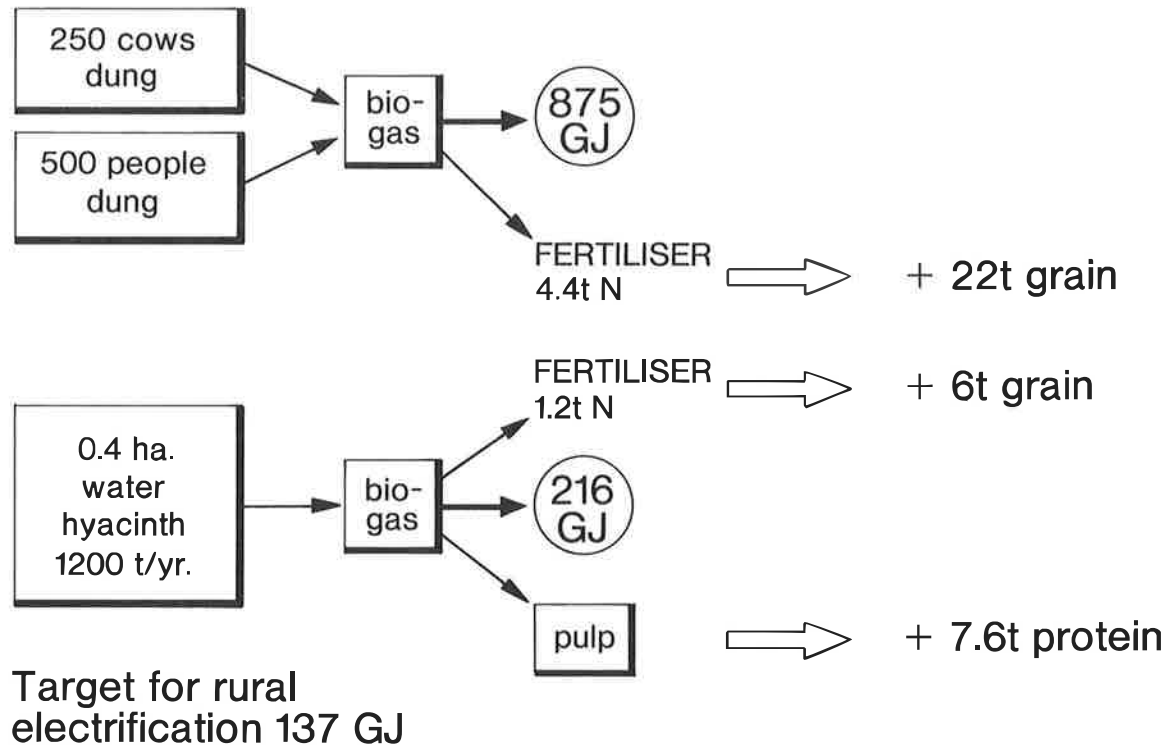 250 cows
dung
500 people
dung
bio-
gas
875
GJ
FERTILISER
4.4t N
+ 22t grain
FERTILISER
1.2t N
+ 6t grain
0.4 ha.
water
hyacinth
1200 t/yr.
bio-
gas
216
GJ
pulp
+ 7.6t protein
Target for rural
electrification 137 GJ